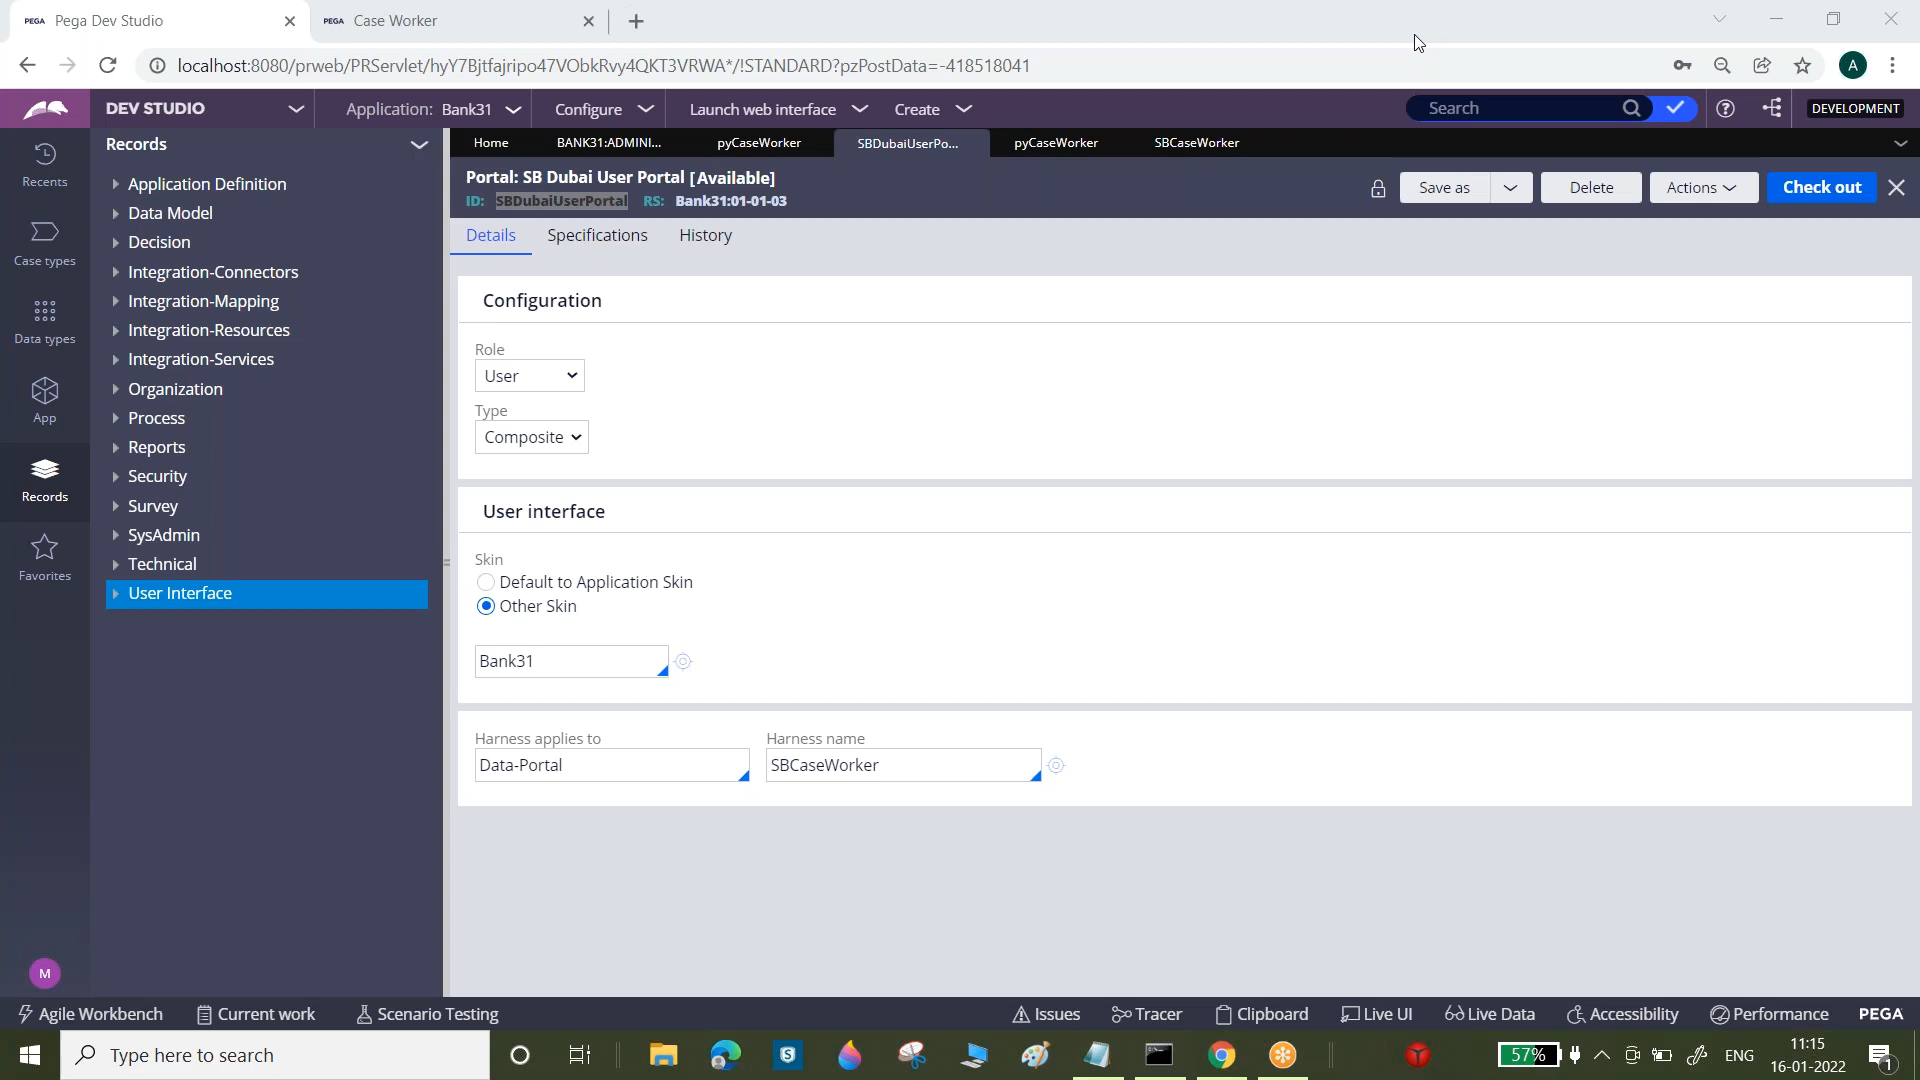 PEGA Pega Dev Studio
PEGA Case Worker
localhost:8080/prweb/PRServlet/hyY7Bjtfajripo47VObkRvy4QKT3VRWA*/!STANDARD?pzPostData=-418518041
A
DEV STUDIO
Application: Bank31
Configure
Launch web interface
Create
Search
DEVELOPMENT
Recents
Case types
Data types
App
Records
Favorites
M
Records
Application Definition
Data Model
Decision
Integration-Connectors
Integration-Mapping
Integration-Resources
Integration-Services
Organization
Process
Reports
Security
Survey
SysAdmin
Technical
User Interface
Home
BANK31:ADMINI...
pyCaseWorker
SBDubaiUserPo...
pyCaseWorker
SBCaseWorker
Portal: SB Dubai User Portal [Available]
ID: SBDubaiUserPortal RS: Bank31:01-01-03
Save as
Delete
Actions
Check out
Details
Specifications
History
Configuration
Role
User
Type
Composite
User interface
Skin
Default to Application Skin
Other Skin
Bank31
Harness applies to
Data-Portal
Harness name
SBCaseWorker
Agile Workbench
Current work
Scenario Testing
Issues
Tracer
Clipboard
Live UI
Live Data
Accessibility
Performance
PEGA
Type here to search
57%
ENG
11:15
16-01-2022
1